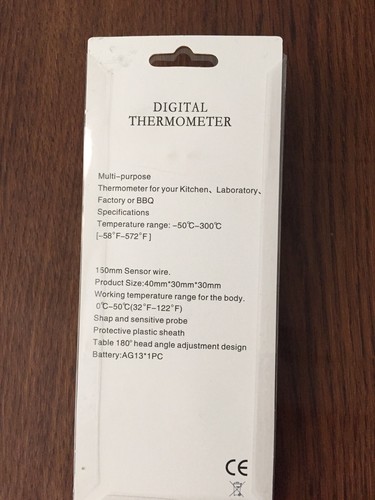 DIGITAL
THERMOMETER
Multi-purpose
Thermometer for your Kitchen、Laboratory、
Factory or BBQ
Specifications
Temperature range: -50℃-300℃
[-58°F-572°F]
150mm Sensor wire.
Product Size:40mm*30mm*30mm
Working temperature range for the body.
0℃-50℃(32°F-122°F)
Shap and sensitive probe
Protective plastic sheath
Table 180° head angle adjustment design
Battery:AG13*1PC
CE